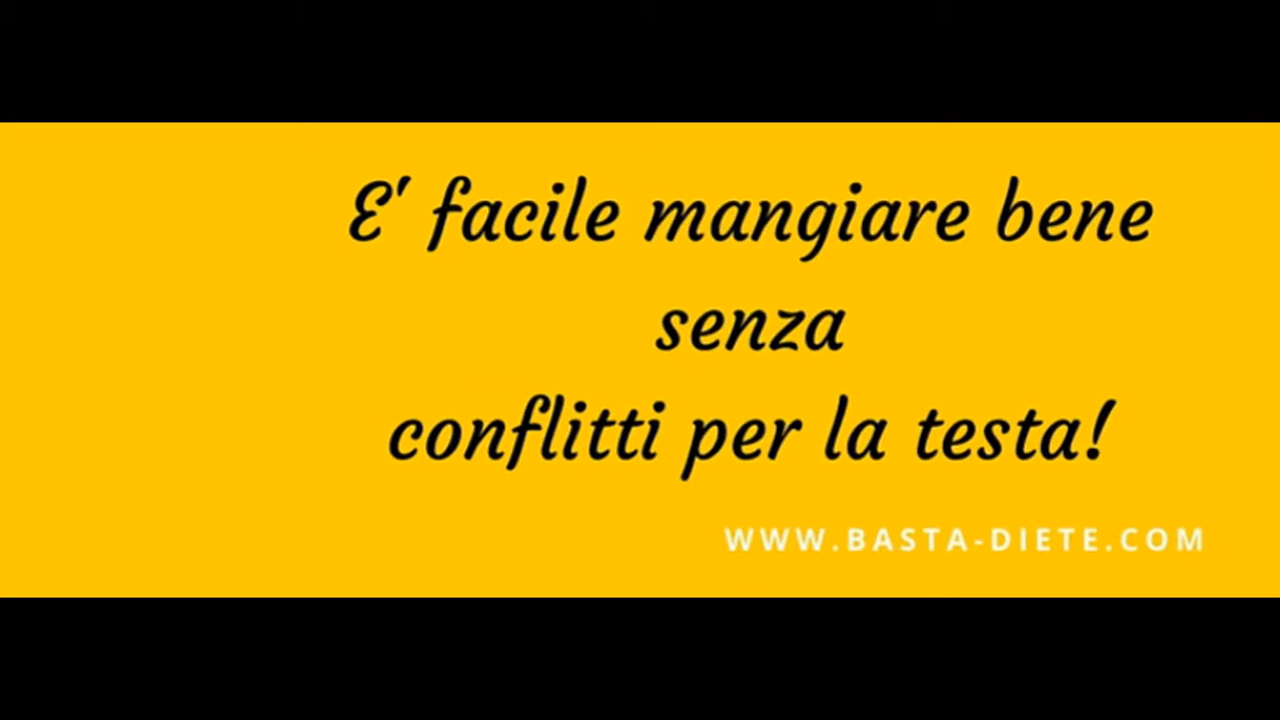 E' facile mangiare bene
senza
conflitti per la testa!
WWW.BASTA-DIETE.COM